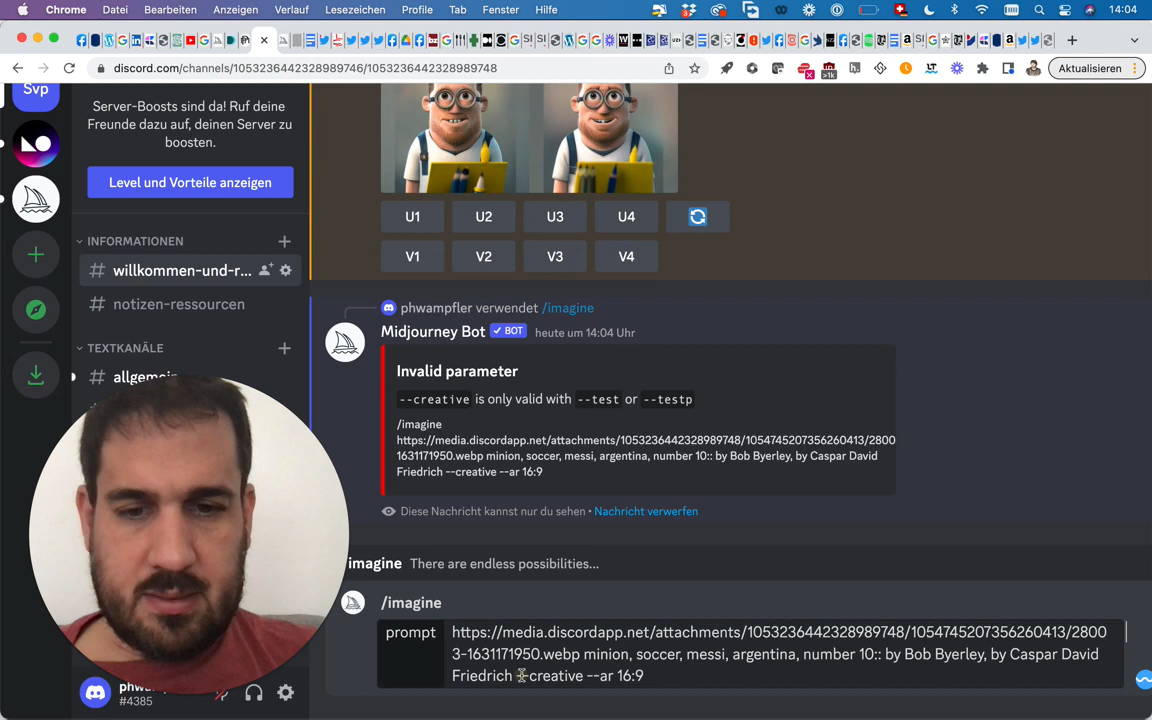 Chrome Datei Bearbeiten Anzeigen Verlauf Lesezeichen Profile Tab Fenster Hilfe 14:04
discord.com/channels/1053236442328989746/1053236442328989748
Aktualisieren
Svp
Server-Boosts sind da! Ruf deine
Freunde dazu auf, deinen Server zu
boosten.
Level und Vorteile anzeigen
INFORMATIONEN
# willkommen-und-r...
# notizen-ressourcen
TEXTKANÄLE
# allgemein
U1 U2 U3 U4
V1 V2 V3 V4
phwampfler verwendet /imagine
Midjourney Bot ✓ BOT heute um 14:04 Uhr
Invalid parameter
--creative is only valid with --test or --testp
/imagine
https://media.discordapp.net/attachments/1053236442328989748/1054745207356260413/2800
1631171950.webp minion, soccer, messi, argentina, number 10:: by Bob Byerley, by Caspar David
Friedrich --creative --ar 16:9
Diese Nachricht kannst nur du sehen • Nachricht verwerfen
imagine There are endless possibilities...
/imagine
prompt https://media.discordapp.net/attachments/1053236442328989748/1054745207356260413/2800
3-1631171950.webp minion, soccer, messi, argentina, number 10:: by Bob Byerley, by Caspar David
Friedrich --creative --ar 16:9
#4385